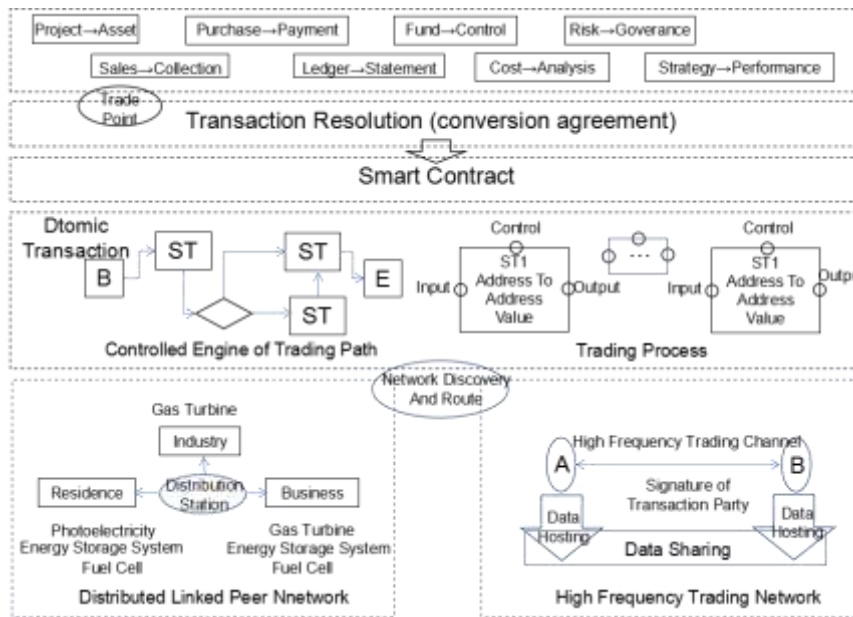 Project→Asset
Purchase→Payment
Fund→Control
Risk→Goverance
Sales→Collection
Ledger→Statement
Cost→Analysis
Strategy→Performance
Trade
Point
Transaction Resolution (conversion agreement)
Smart Contract
Dtomic
Transaction
B
ST
ST
ST
E
Controlled Engine of Trading Path
Control
ST1
Address To
Address
Value
Input
Output
...
Control
ST1
Address To
Address
Value
Input
Outpu
Trading Process
Network Discovery
And Route
Gas Turbine
Industry
Residence
Distribution
Station
Business
Photoelectricity
Energy Storage System
Fuel Cell
Gas Turbine
Energy Storage System
Fuel Cell
Distributed Linked Peer Nnetwork
High Frequency Trading Channel
A
B
Signature of
Transaction Party
Data
Hosting
Data
Hosting
Data Sharing
High Frequency Trading Network